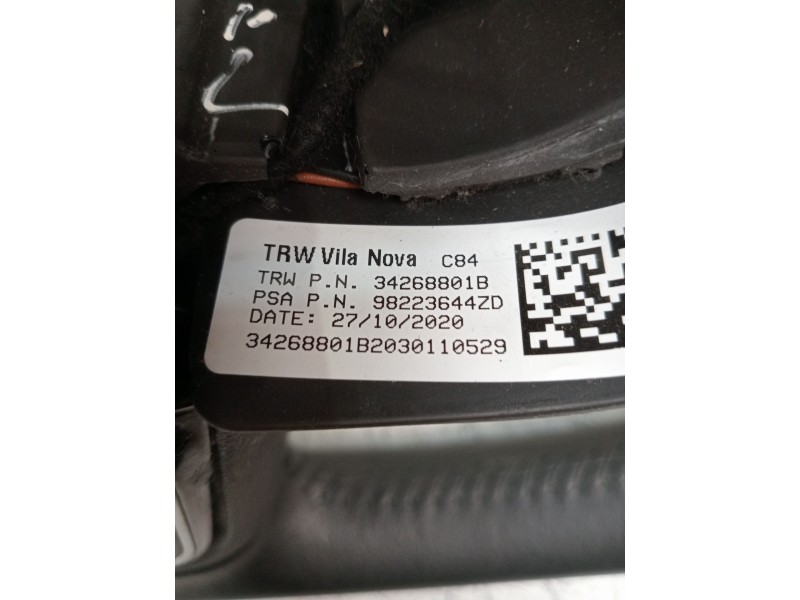 TRW Vila Nova C84
TRW P.N. 34268801B
PSA P.N. 98223644ZD
DATE: 27/10/2020
34268801B2030110529